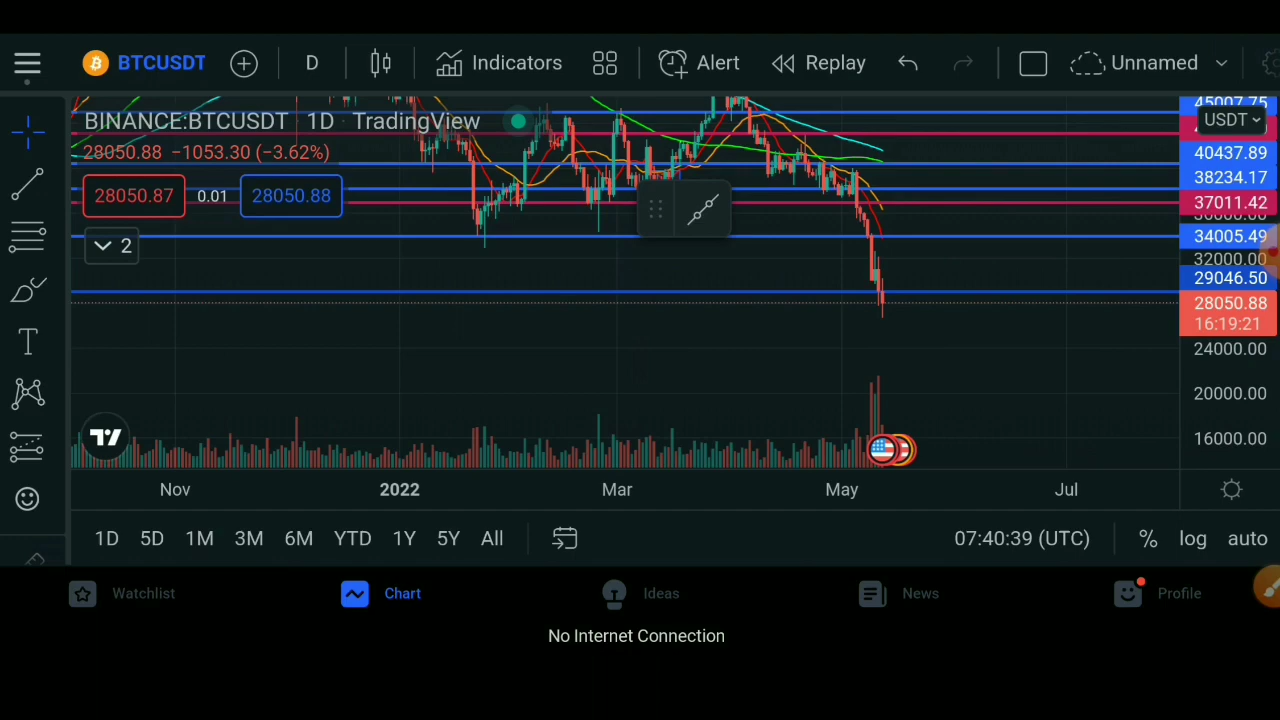 BTCUSDT D Indicators Alert Replay Unnamed
BINANCE:BTCUSDT 1D TradingView
28050.88 −1053.30 (−3.62%)
28050.87 0.01 28050.88
2
45007.75
USDT
40437.89
38234.17
37011.42
34005.49
32000.00
29046.50
28050.88
16:19:21
24000.00
20000.00
16000.00
Nov 2022 Mar May Jul
1D 5D 1M 3M 6M YTD 1Y 5Y All 07:40:39 (UTC) % log auto
Watchlist Chart Ideas News Profile
No Internet Connection